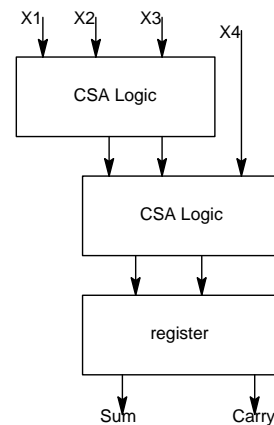 X1 X2 X3
X4
CSA Logic
CSA Logic
register
Sum Carry